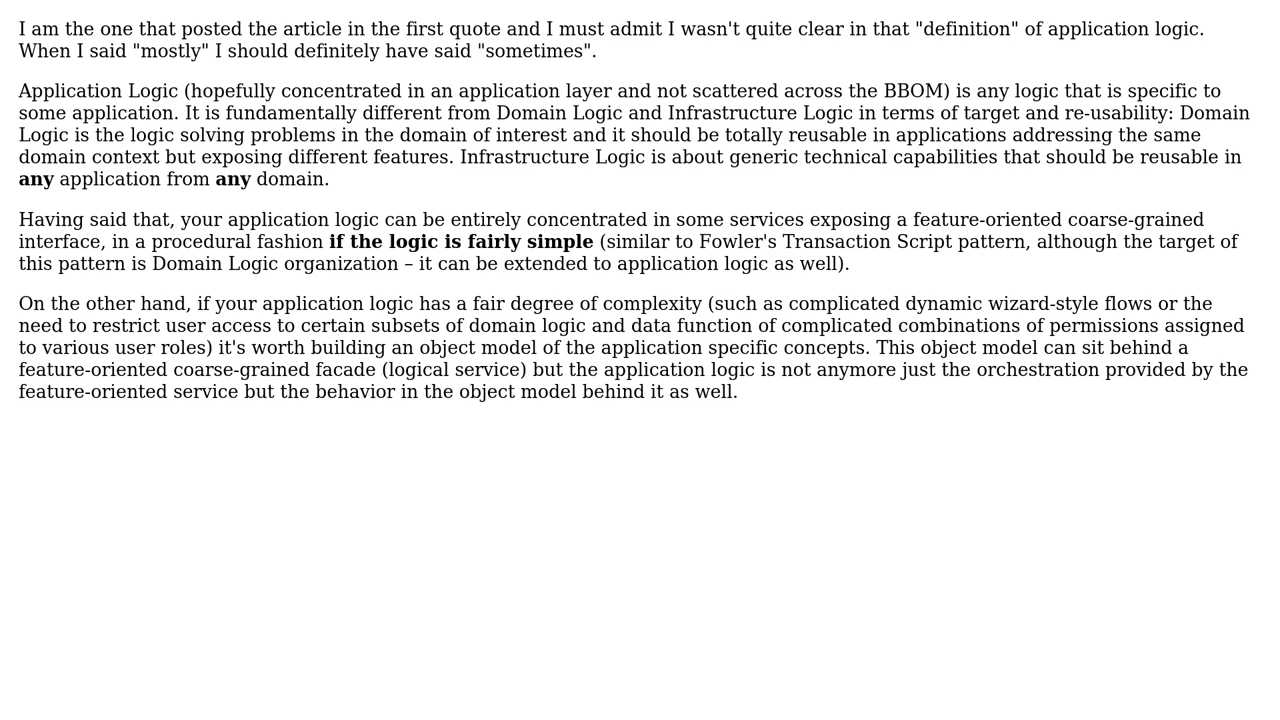 I am the one that posted the article in the first quote and I must admit I wasn't quite clear in that "definition" of application logic.
When I said "mostly" I should definitely have said "sometimes".
Application Logic (hopefully concentrated in an application layer and not scattered across the BBOM) is any logic that is specific to
some application. It is fundamentally different from Domain Logic and Infrastructure Logic in terms of target and re-usability: Domain
Logic is the logic solving problems in the domain of interest and it should be totally reusable in applications addressing the same
domain context but exposing different features. Infrastructure Logic is about generic technical capabilities that should be reusable in
any application from any domain.
Having said that, your application logic can be entirely concentrated in some services exposing a feature-oriented coarse-grained
interface, in a procedural fashion if the logic is fairly simple (similar to Fowler's Transaction Script pattern, although the target of
this pattern is Domain Logic organization – it can be extended to application logic as well).
On the other hand, if your application logic has a fair degree of complexity (such as complicated dynamic wizard-style flows or the
need to restrict user access to certain subsets of domain logic and data function of complicated combinations of permissions assigned
to various user roles) it's worth building an object model of the application specific concepts. This object model can sit behind a
feature-oriented coarse-grained facade (logical service) but the application logic is not anymore just the orchestration provided by the
feature-oriented service but the behavior in the object model behind it as well.